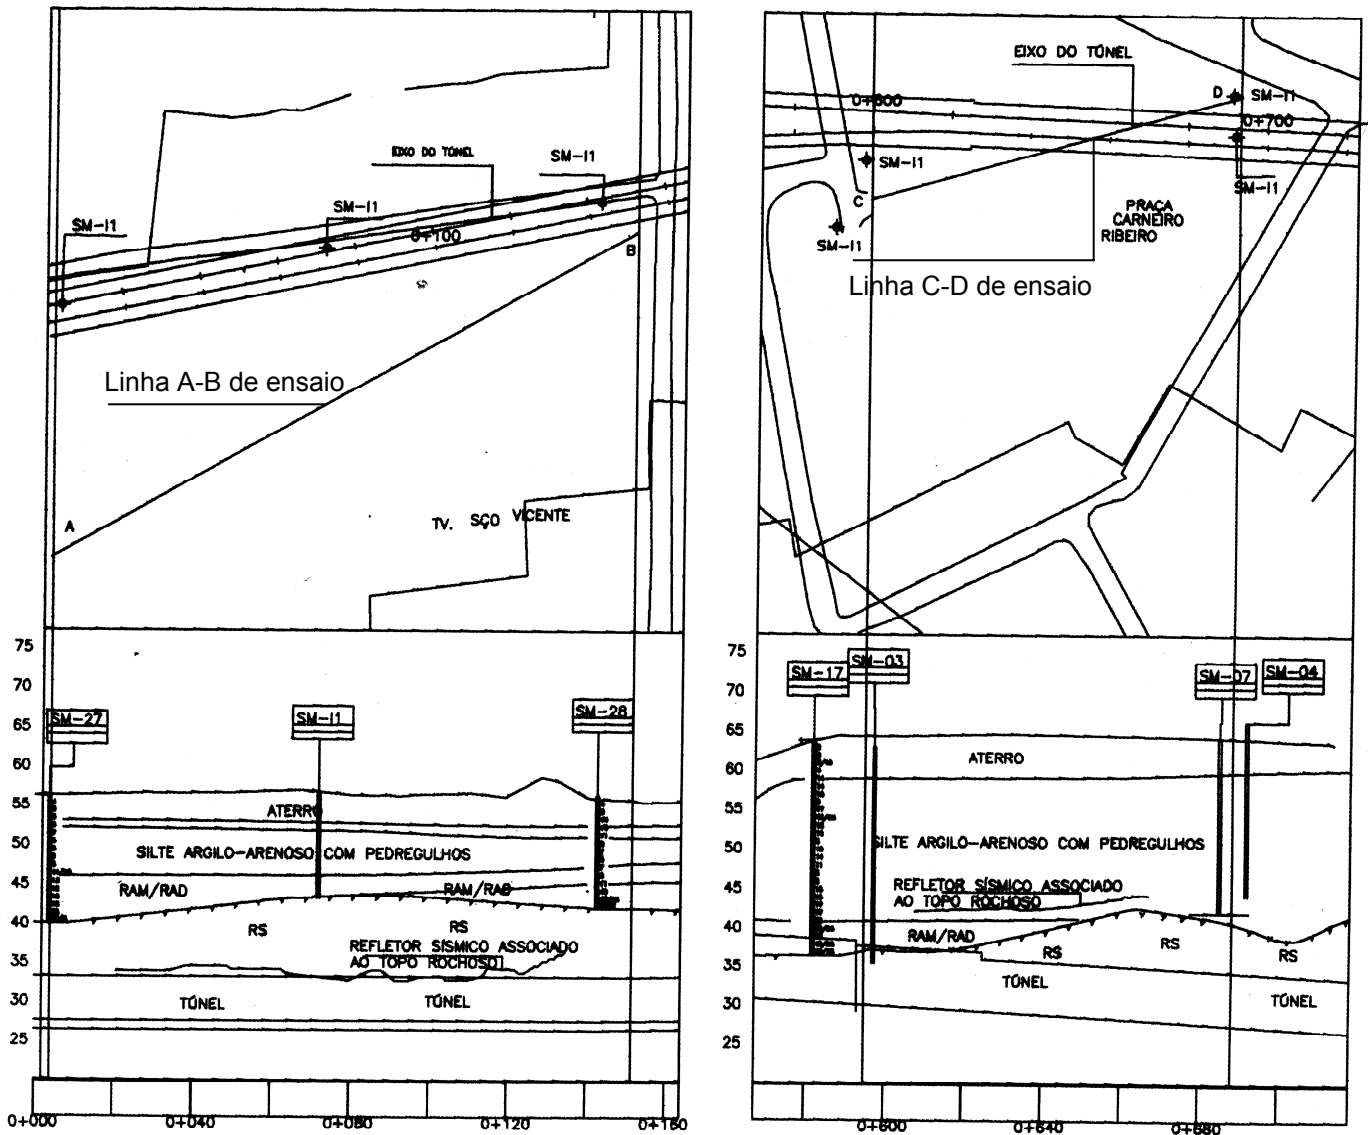 EIXO DO TÚNEL
SM-I1
SM-I1
SM-I1
0+100
B
Linha A-B de ensaio
A
TV. SÇO VICENTE
EIXO DO TÚNEL
0+600
D
SM-I1
0+700
SM-I1
SM-I1
C
SM-I1
PRAÇA
CARNEIRO
RIBEIRO
Linha C-D de ensaio
75
70
65
60
55
50
45
40
35
30
25
SM-27
SM-I1
SM-28
ATERRO
SILTE ARGILO-ARENOSO COM PEDREGULHOS
RAM/RAD
RAM/RAD
RS
RS
REFLETOR SÍSMICO ASSOCIADO
AO TOPO ROCHOSO
TÚNEL
TÚNEL
0+000
0+040
0+080
0+120
0+160
75
70
65
60
55
50
45
40
35
30
25
SM-17
SM-03
SM-07
SM-04
ATERRO
SILTE ARGILO-ARENOSO COM PEDREGULHOS
REFLETOR SÍSMICO ASSOCIADO
AO TOPO ROCHOSO
RAM/RAD
RS
RS
RS
TÚNEL
TÚNEL
0+600
0+640
0+680